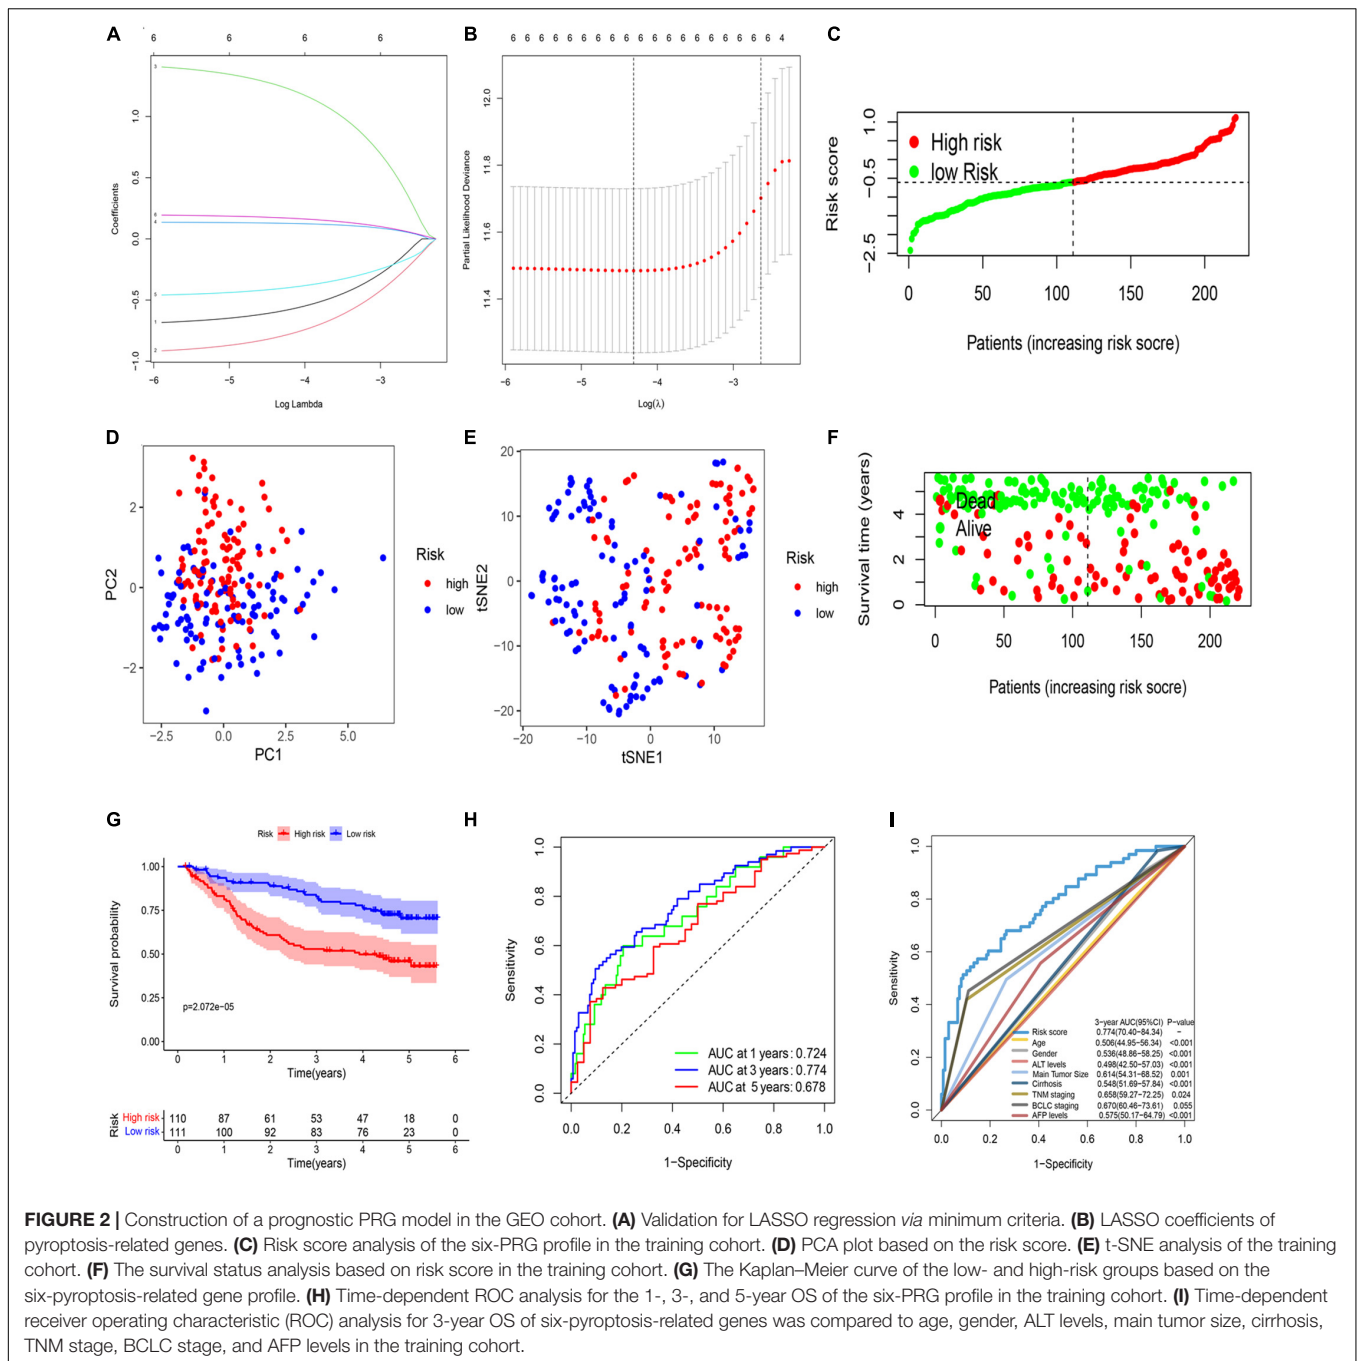 A
6 6 6 6
1.0
0.5
0.0
−0.5
−1.0
Coefficients
3
6
4
5
1
2
−6 −5 −4 −3
Log Lambda
B
6 6 6 6 6 6 6 6 6 6 6 6 6 6 6 6 6 6 6 4
12.0
11.8
11.6
11.4
Partial Likelihood Deviance
−6 −5 −4 −3
Log(λ)
C
1.0
−0.5
−2.5
Risk score
High risk
low Risk
0 50 100 150 200
Patients (increasing risk socre)
D
2
0
−2
PC2
−2.5 0.0 2.5 5.0
PC1
Risk
high
low
E
20
10
0
−10
−20
tSNE2
−20 −10 0 10
tSNE1
Risk
high
low
F
4
2
0
Survival time (years)
Dead
Alive
0 50 100 150 200
Patients (increasing risk socre)
G
Risk High risk Low risk
1.00
0.75
0.50
0.25
0.00
Survival probability
p=2.072e−05
0 1 2 3 4 5 6
Time(years)
Risk
High risk 110 87 61 53 47 18 0
Low risk 111 100 92 83 76 23 0
0 1 2 3 4 5 6
Time(years)
H
1.0
0.8
0.6
0.4
0.2
0.0
Sensitivity
AUC at 1 years: 0.724
AUC at 3 years: 0.774
AUC at 5 years: 0.678
0.0 0.2 0.4 0.6 0.8 1.0
1−Specificity
I
1.0
0.8
0.6
0.4
0.2
0.0
Sensitivity
3−year AUC(95%CI) P−value
Risk score 0.774(70.40−84.34) −
Age 0.506(44.95−56.34) <0.001
Gender 0.536(48.86−58.25) <0.001
ALT levels 0.498(42.50−57.03) <0.001
Main Tumor Size 0.614(54.31−68.52) 0.001
Cirrhosis 0.548(51.69−57.84) <0.001
TNM staging 0.658(59.27−72.25) 0.024
BCLC staging 0.670(60.46−73.61) 0.055
AFP levels 0.575(50.17−64.79) <0.001
0.0 0.2 0.4 0.6 0.8 1.0
1−Specificity
FIGURE 2 | Construction of a prognostic PRG model in the GEO cohort. (A) Validation for LASSO regression via minimum criteria. (B) LASSO coefficients of
pyroptosis-related genes. (C) Risk score analysis of the six-PRG profile in the training cohort. (D) PCA plot based on the risk score. (E) t-SNE analysis of the training
cohort. (F) The survival status analysis based on risk score in the training cohort. (G) The Kaplan–Meier curve of the low- and high-risk groups based on the
six-pyroptosis-related gene profile. (H) Time-dependent ROC analysis for the 1-, 3-, and 5-year OS of the six-PRG profile in the training cohort. (I) Time-dependent
receiver operating characteristic (ROC) analysis for 3-year OS of six-pyroptosis-related genes was compared to age, gender, ALT levels, main tumor size, cirrhosis,
TNM stage, BCLC stage, and AFP levels in the training cohort.